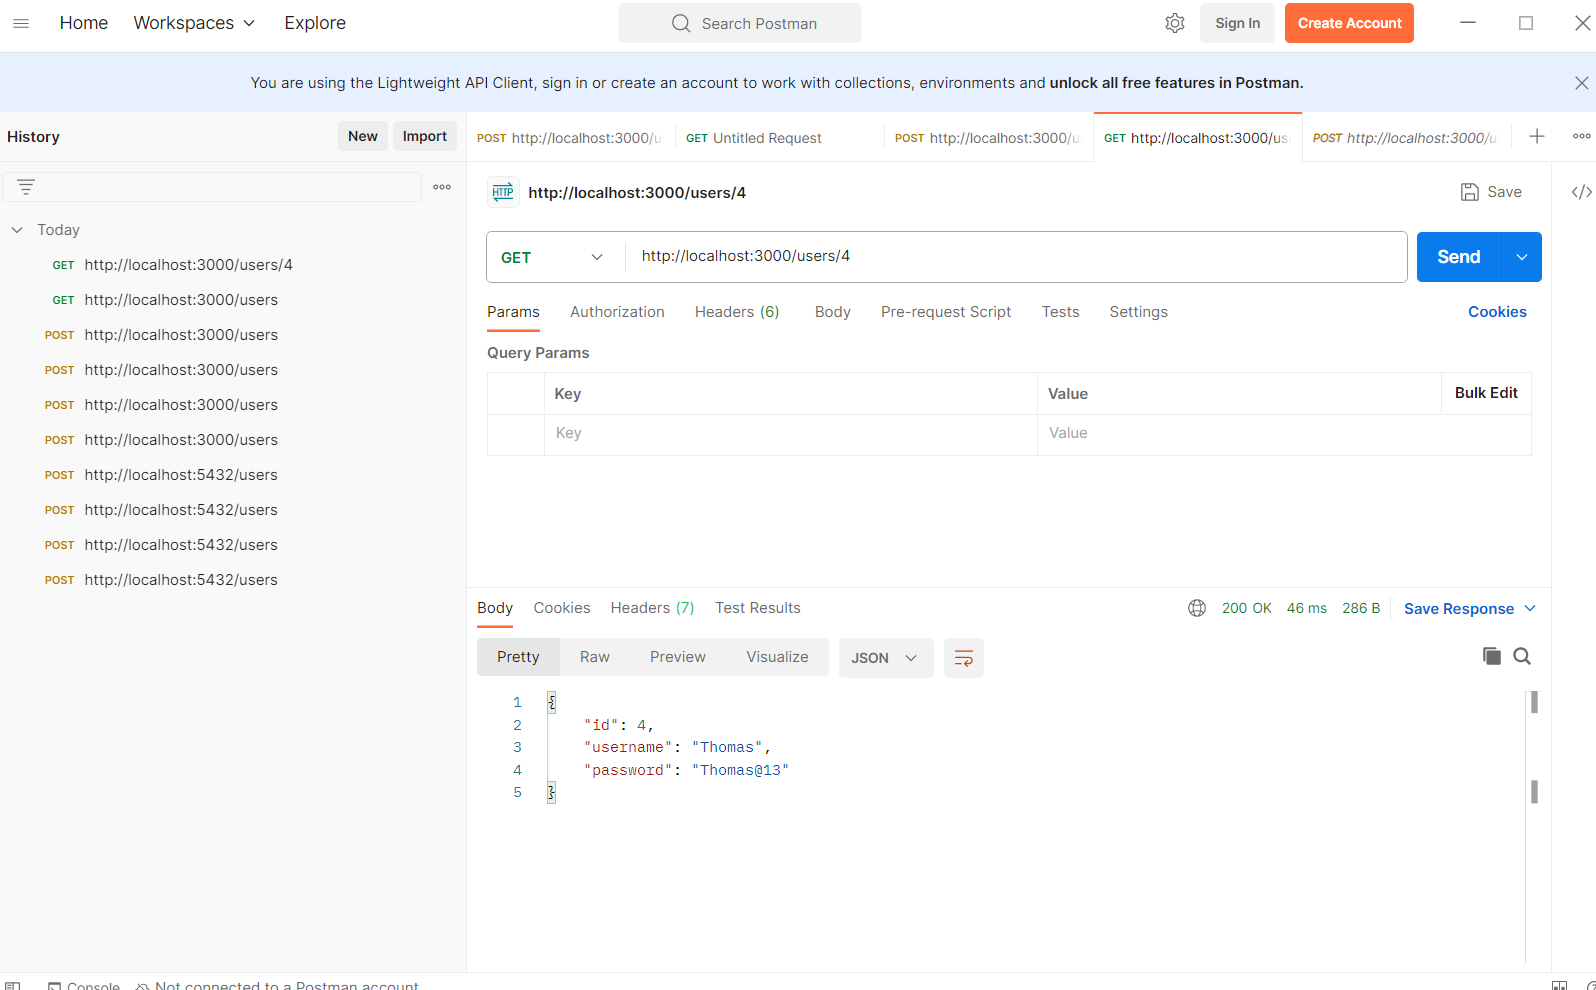 Home Workspaces Explore Search Postman Sign In Create Account
You are using the Lightweight API Client, sign in or create an account to work with collections, environments and unlock all free features in Postman.
History New Import
POST http://localhost:3000/u
GET Untitled Request
POST http://localhost:3000/u
GET http://localhost:3000/us
POST http://localhost:3000/u
Today
GET http://localhost:3000/users/4
GET http://localhost:3000/users
POST http://localhost:3000/users
POST http://localhost:3000/users
POST http://localhost:3000/users
POST http://localhost:3000/users
POST http://localhost:5432/users
POST http://localhost:5432/users
POST http://localhost:5432/users
POST http://localhost:5432/users
HTTP http://localhost:3000/users/4 Save
GET http://localhost:3000/users/4 Send
Params Authorization Headers (6) Body Pre-request Script Tests Settings Cookies
Query Params
Key Value Bulk Edit
Key Value
Body Cookies Headers (7) Test Results 200 OK 46 ms 286 B Save Response
Pretty Raw Preview Visualize JSON
1 {
2 "id": 4,
3 "username": "Thomas",
4 "password": "Thomas@13"
5 }
Console Not connected to a Postman account